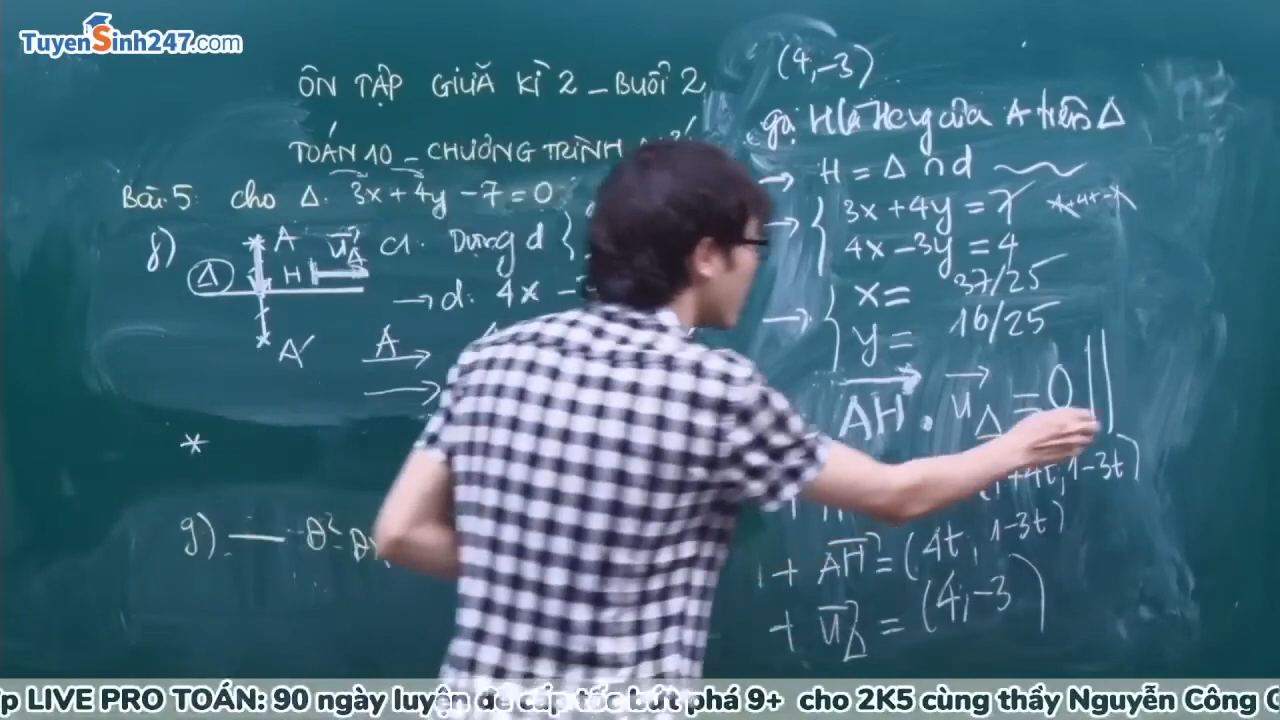 TuyenSinh247.com
ÔN TẬP GIỮA KÌ 2 - BUỔI 2
TOÁN 10 - CHƯƠNG TRÌNH
Bài 5: cho Δ: 3x + 4y - 7 = 0
f)
A
Δ
H
u⃗Δ
A'
C1: Dựng d {
→ d: 4x -
A
*
g)
(4,-3)
gọi H là
của A trên Δ
→ H = Δ ∩ d
→ { 3x + 4y = 7
4x - 3y = 4
→ { x = 37/25
y = 16/25
AH⃗ . u⃗Δ = 0
(1+4t; 1-3t)
+ AH⃗ = (4t; 1-3t)
+ u⃗Δ = (4;-3)
LIVE PRO TOÁN: 90 ngày luyện đề cấp tốc bứt phá 9+ cho 2K5 cùng thầy Nguyễn Công